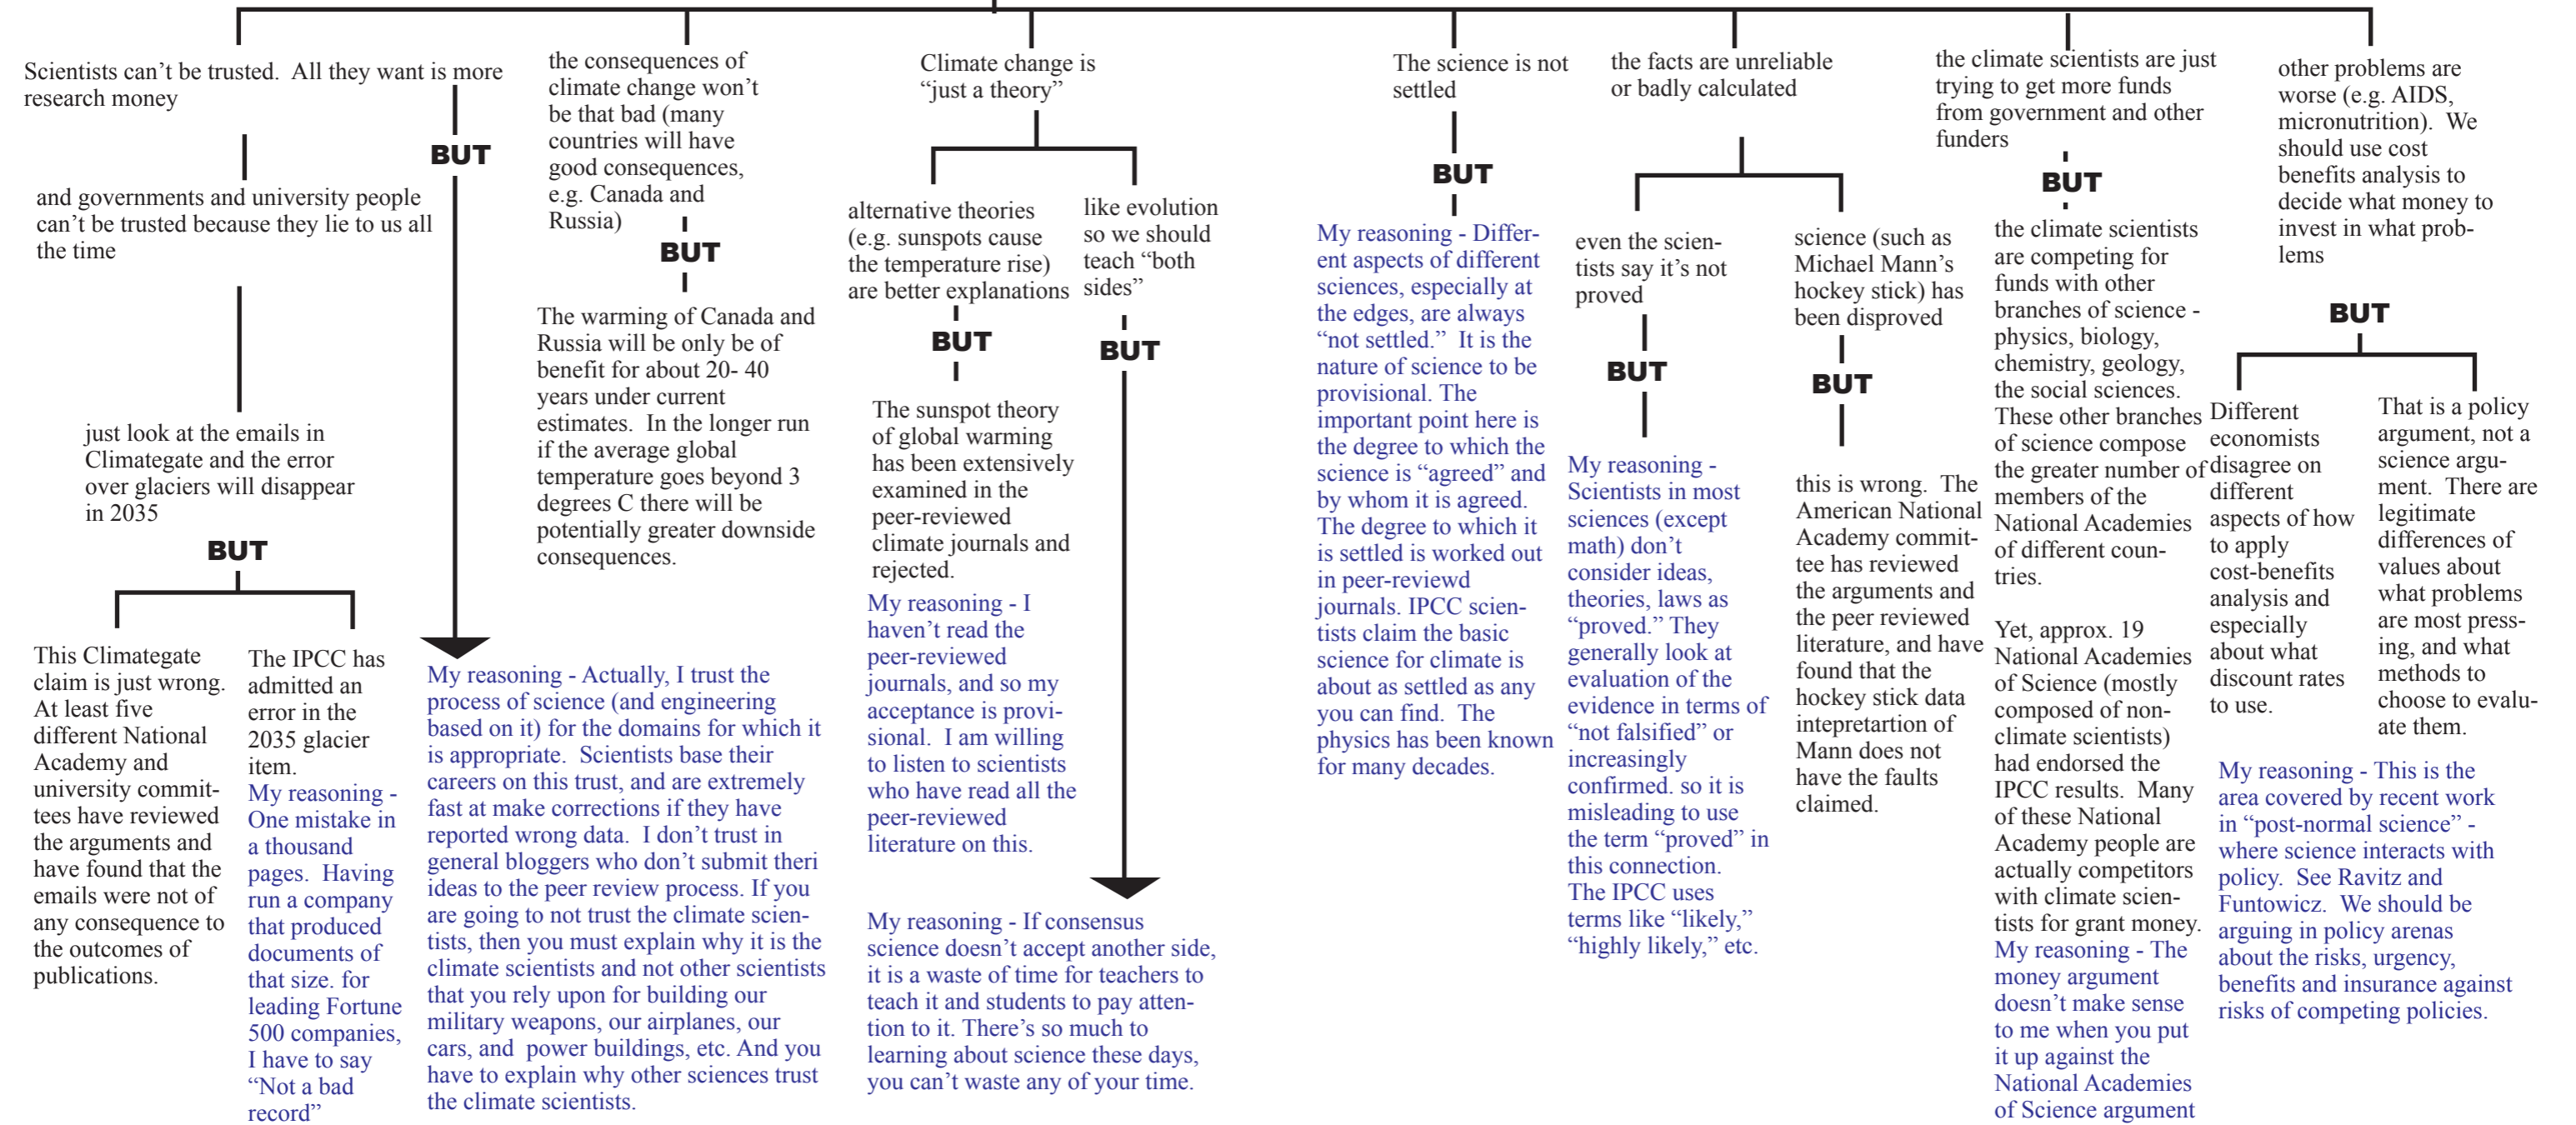 Scientists can’t be trusted.  All they want is more
research money
BUT
and governments and university people
can’t be trusted because they lie to us all
the time
just look at the emails in
Climategate and the error
over glaciers will disappear
in 2035
BUT
This Climategate
claim is just wrong.
At least five
different National
Academy and
university commit-
tees have reviewed
the arguments and
have found that the
emails were not of
any consequence to
the outcomes of
publications.
The IPCC has
admitted an
error in the
2035 glacier
item.
My reasoning -
One mistake in
a thousand
pages.  Having
run a company
that produced
documents of
that size. for
leading Fortune
500 companies,
I have to say
“Not a bad
record”
My reasoning - Actually, I trust the
process of science (and engineering
based on it) for the domains for which it
is appropriate.  Scientists base their
careers on this trust, and are extremely
fast at make corrections if they have
reported wrong data.  I don’t trust in
general bloggers who don’t submit theri
ideas to the peer review process. If you
are going to not trust the climate scien-
tists, then you must explain why it is the
climate scientists and not other scientists
that you rely upon for building our
military weapons, our airplanes, our
cars, and  power buildings, etc. And you
have to explain why other sciences trust
the climate scientists.
the consequences of
climate change won’t
be that bad (many
countries will have
good consequences,
e.g. Canada and
Russia)
BUT
The warming of Canada and
Russia will be only be of
benefit for about 20- 40
years under current
estimates.  In the longer run
if the average global
temperature goes beyond 3
degrees C there will be
potentially greater downside
consequences.
Climate change is
“just a theory”
alternative theories
(e.g. sunspots cause
the temperature rise)
are better explanations
BUT
The sunspot theory
of global warming
has been extensively
examined in the
peer-reviewed
climate journals and
rejected.
My reasoning - I
haven’t read the
peer-reviewed
journals, and so my
acceptance is provi-
sional.  I am willing
to listen to scientists
who have read all the
peer-reviewed
literature on this.
like evolution
so we should
teach “both
sides”
BUT
My reasoning - If consensus
science doesn’t accept another side,
it is a waste of time for teachers to
teach it and students to pay atten-
tion to it. There’s so much to
learning about science these days,
you can’t waste any of your time.
The science is not
settled
BUT
My reasoning - Differ-
ent aspects of different
sciences, especially at
the edges, are always
“not settled.”  It is the
nature of science to be
provisional. The
important point here is
the degree to which the
science is “agreed” and
by whom it is agreed.
The degree to which it
is settled is worked out
in peer-reviewd
journals. IPCC scien-
tists claim the basic
science for climate is
about as settled as any
you can find.  The
physics has been known
for many decades.
the facts are unreliable
or badly calculated
even the scien-
tists say it’s not
proved
BUT
My reasoning -
Scientists in most
sciences (except
math) don’t
consider ideas,
theories, laws as
“proved.” They
generally look at
evaluation of the
evidence in terms of
“not falsified” or
increasingly
confirmed. so it is
misleading to use
the term “proved” in
this connection.
The IPCC uses
terms like “likely,”
“highly likely,” etc.
science (such as
Michael Mann’s
hockey stick) has
been disproved
BUT
this is wrong.  The
American National
Academy commit-
tee has reviewed
the arguments and
the peer reviewed
literature, and have
found that the
hockey stick data
intepretartion of
Mann does not
have the faults
claimed.
the climate scientists are just
trying to get more funds
from government and other
funders
BUT
the climate scientists
are competing for
funds with other
branches of science -
physics, biology,
chemistry, geology,
the social sciences.
These other branches
of science compose
the greater number of
members of the
National Academies
of different coun-
tries.
Yet, approx. 19
National Academies
of Science (mostly
composed of non-
climate scientists)
had endorsed the
IPCC results.  Many
of these National
Academy people are
actually competitors
with climate scien-
tists for grant money.
My reasoning - The
money argument
doesn’t make sense
to me when you put
it up against the
National Academies
of Science argument
other problems are
worse (e.g. AIDS,
micronutrition).  We
should use cost
benefits analysis to
decide what money to
invest in what prob-
lems
BUT
Different
economists
disagree on
different
aspects of how
to apply
cost-benefits
analysis and
especially
about what
discount rates
to use.
That is a policy
argument, not a
science argu-
ment.  There are
legitimate
differences of
values about
what problems
are most press-
ing, and what
methods to
choose to evalu-
ate them.
My reasoning - This is the
area covered by recent work
in “post-normal science” -
where science interacts with
policy.  See Ravitz and
Funtowicz.  We should be
arguing in policy arenas
about the risks, urgency,
benefits and insurance against
risks of competing policies.